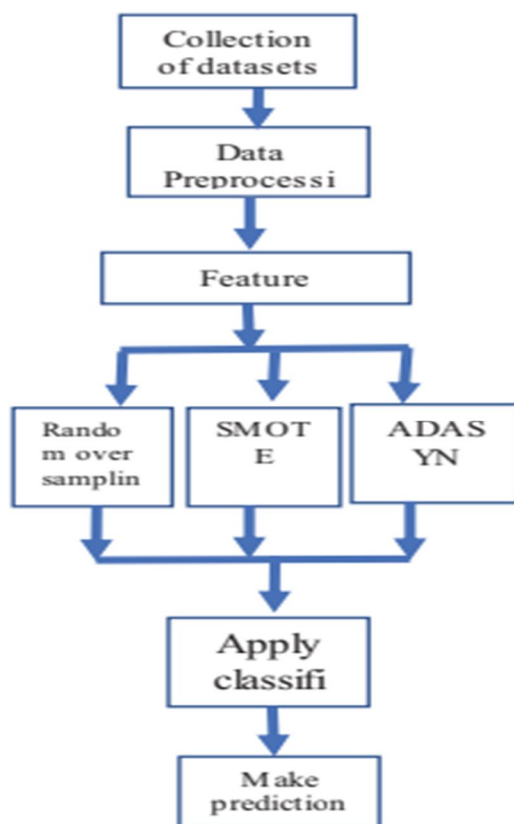 Collection
of datasets
Data
Preprocessi
Feature
Rando
m over
samplin
SMOT
E
ADAS
YN
Apply
classifi
Make
prediction